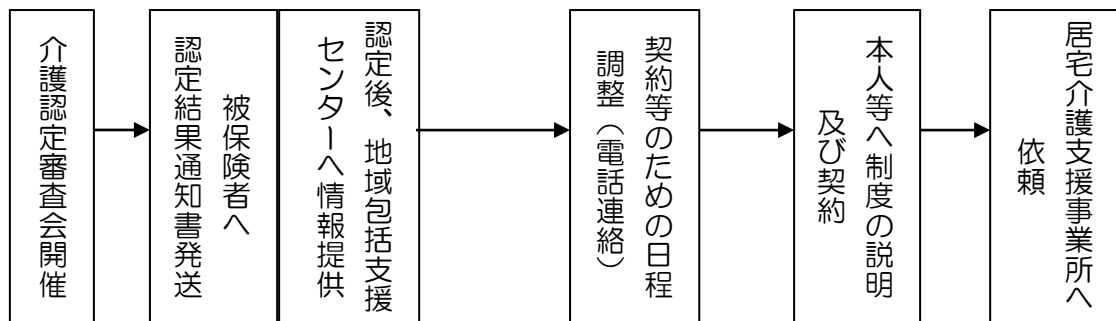 介護認定審査会開催
被保険者へ
認定結果通知書発送
認定後、地域包括支援
センターへ情報提供
契約等のための日程
調整（電話連絡）
本人等へ制度の説明
及び契約
居宅介護支援事業所へ
依頼